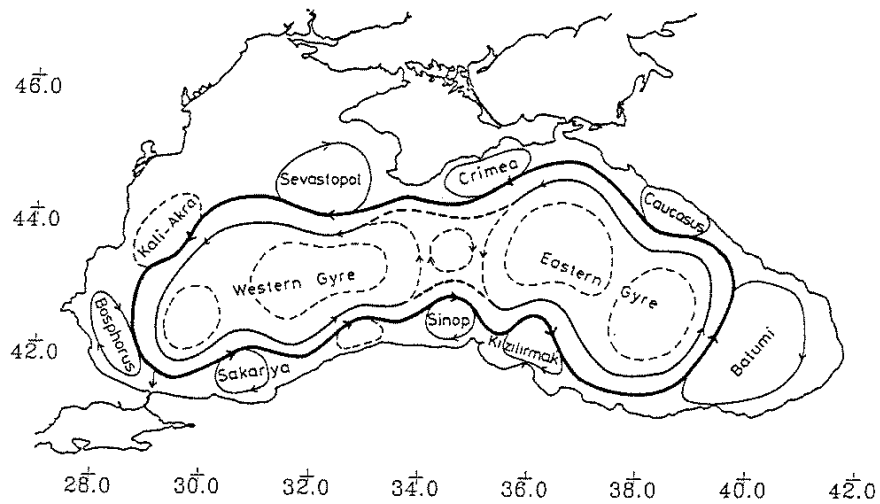 46.0
Crimea
Sevastopol
44.0
Kali-Akra
Caucasus
Western Gyre
Eastern Gyre
Bosphorus
Sinop
42.0
Kızılırmak
Batumi
Sakarya
28.0 30.0 32.0 34.0 36.0 38.0 40.0 42.0